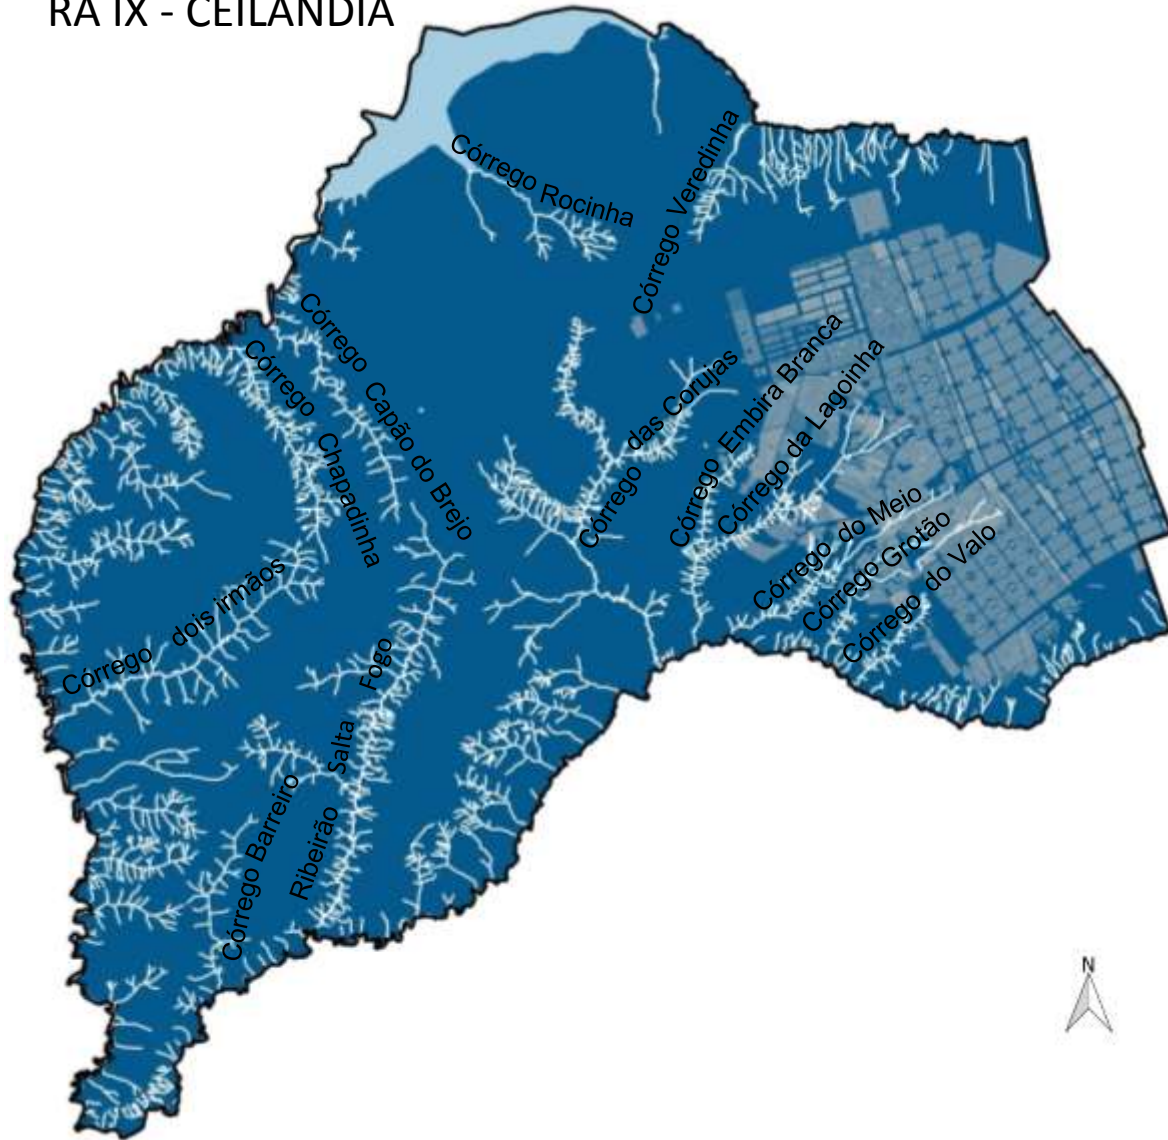 RA IX - CEILÂNDIA
Córrego Rocinha
Córrego Veredinha
Córrego Capão do Brejo
Córrego Chapadinha
Córrego das Corujas
Córrego Embira Branca
Córrego da Lagoinha
Córrego do Meio
Córrego Grotão
Córrego do Valo
Córrego dois irmãos
Ribeirão Salta Fogo
Córrego Barreiro
N